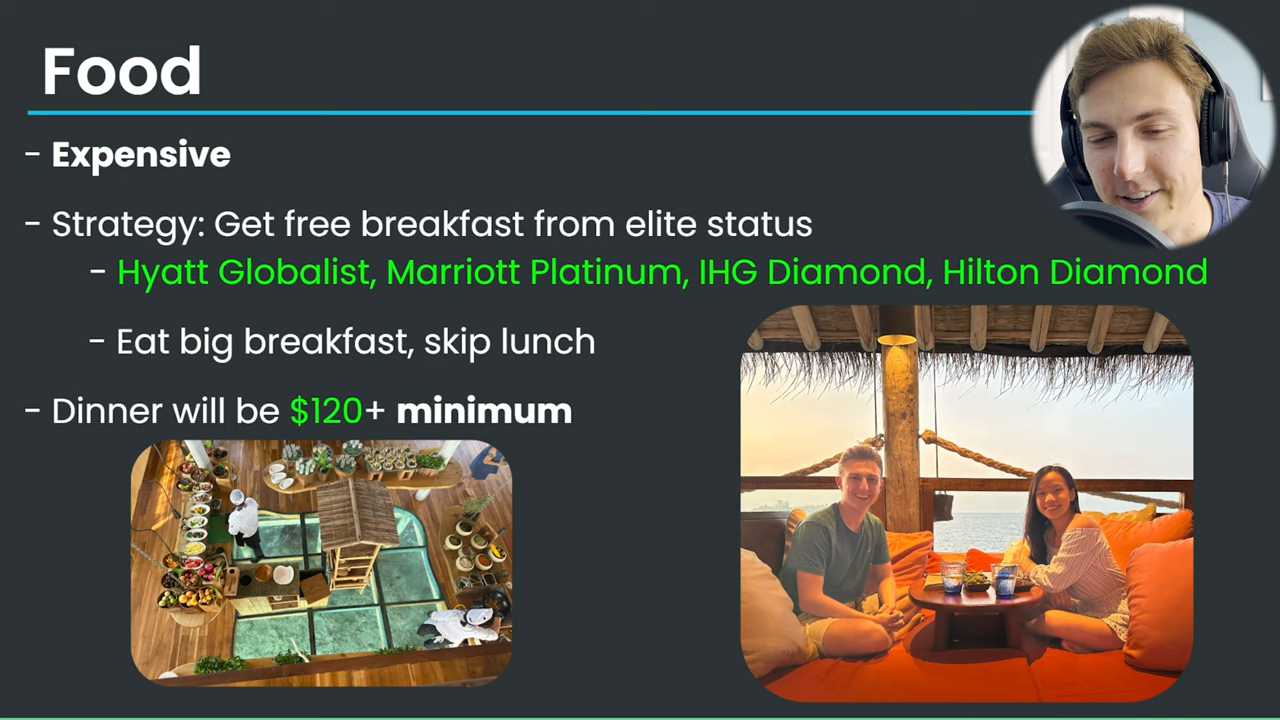 Food
- Expensive
- Strategy: Get free breakfast from elite status
- Hyatt Globalist, Marriott Platinum, IHG Diamond, Hilton Diamond
- Eat big breakfast, skip lunch
- Dinner will be $120+ minimum